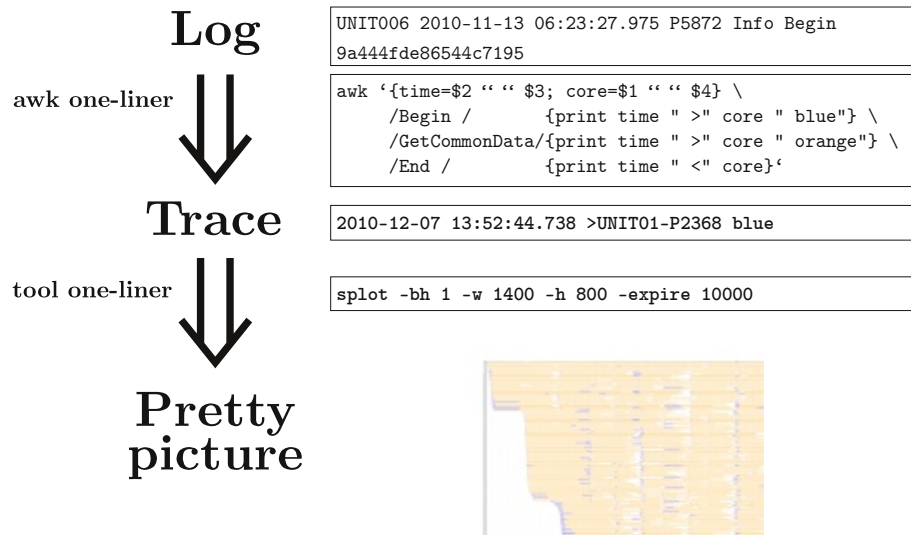 Log
UNIT006 2010-11-13 06:23:27.975 P5872 Info Begin
9a444fde86544c7195
awk one-liner
awk ‘{time=$2 “ “ $3; core=$1 “ “ $4} \
/Begin / {print time " >" core " blue"} \
/GetCommonData/{print time " >" core " orange"} \
/End / {print time " <" core}‘
Trace
2010-12-07 13:52:44.738 >UNIT01-P2368 blue
tool one-liner
splot -bh 1 -w 1400 -h 800 -expire 10000
Pretty
picture